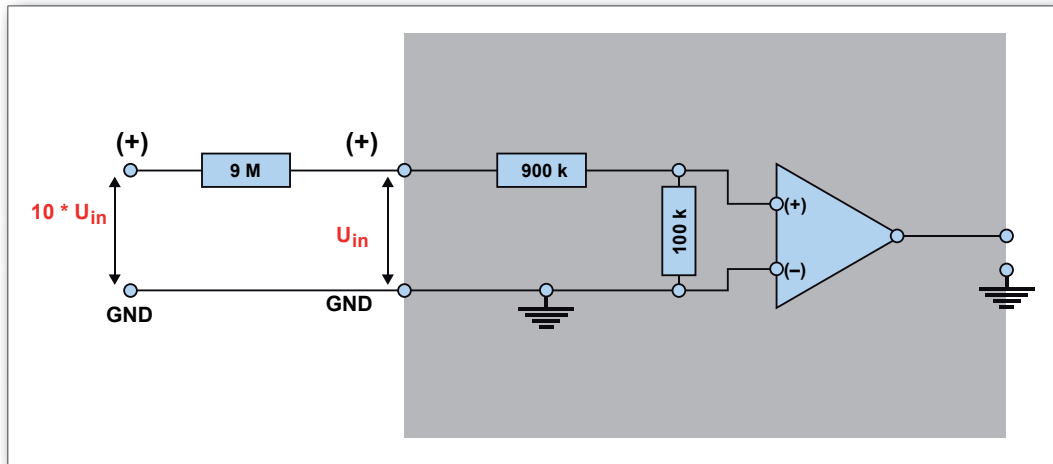 (+)
(+)
9 M
900 k
10 * Uin
Uin
100 k
(+)
(–)
GND
GND